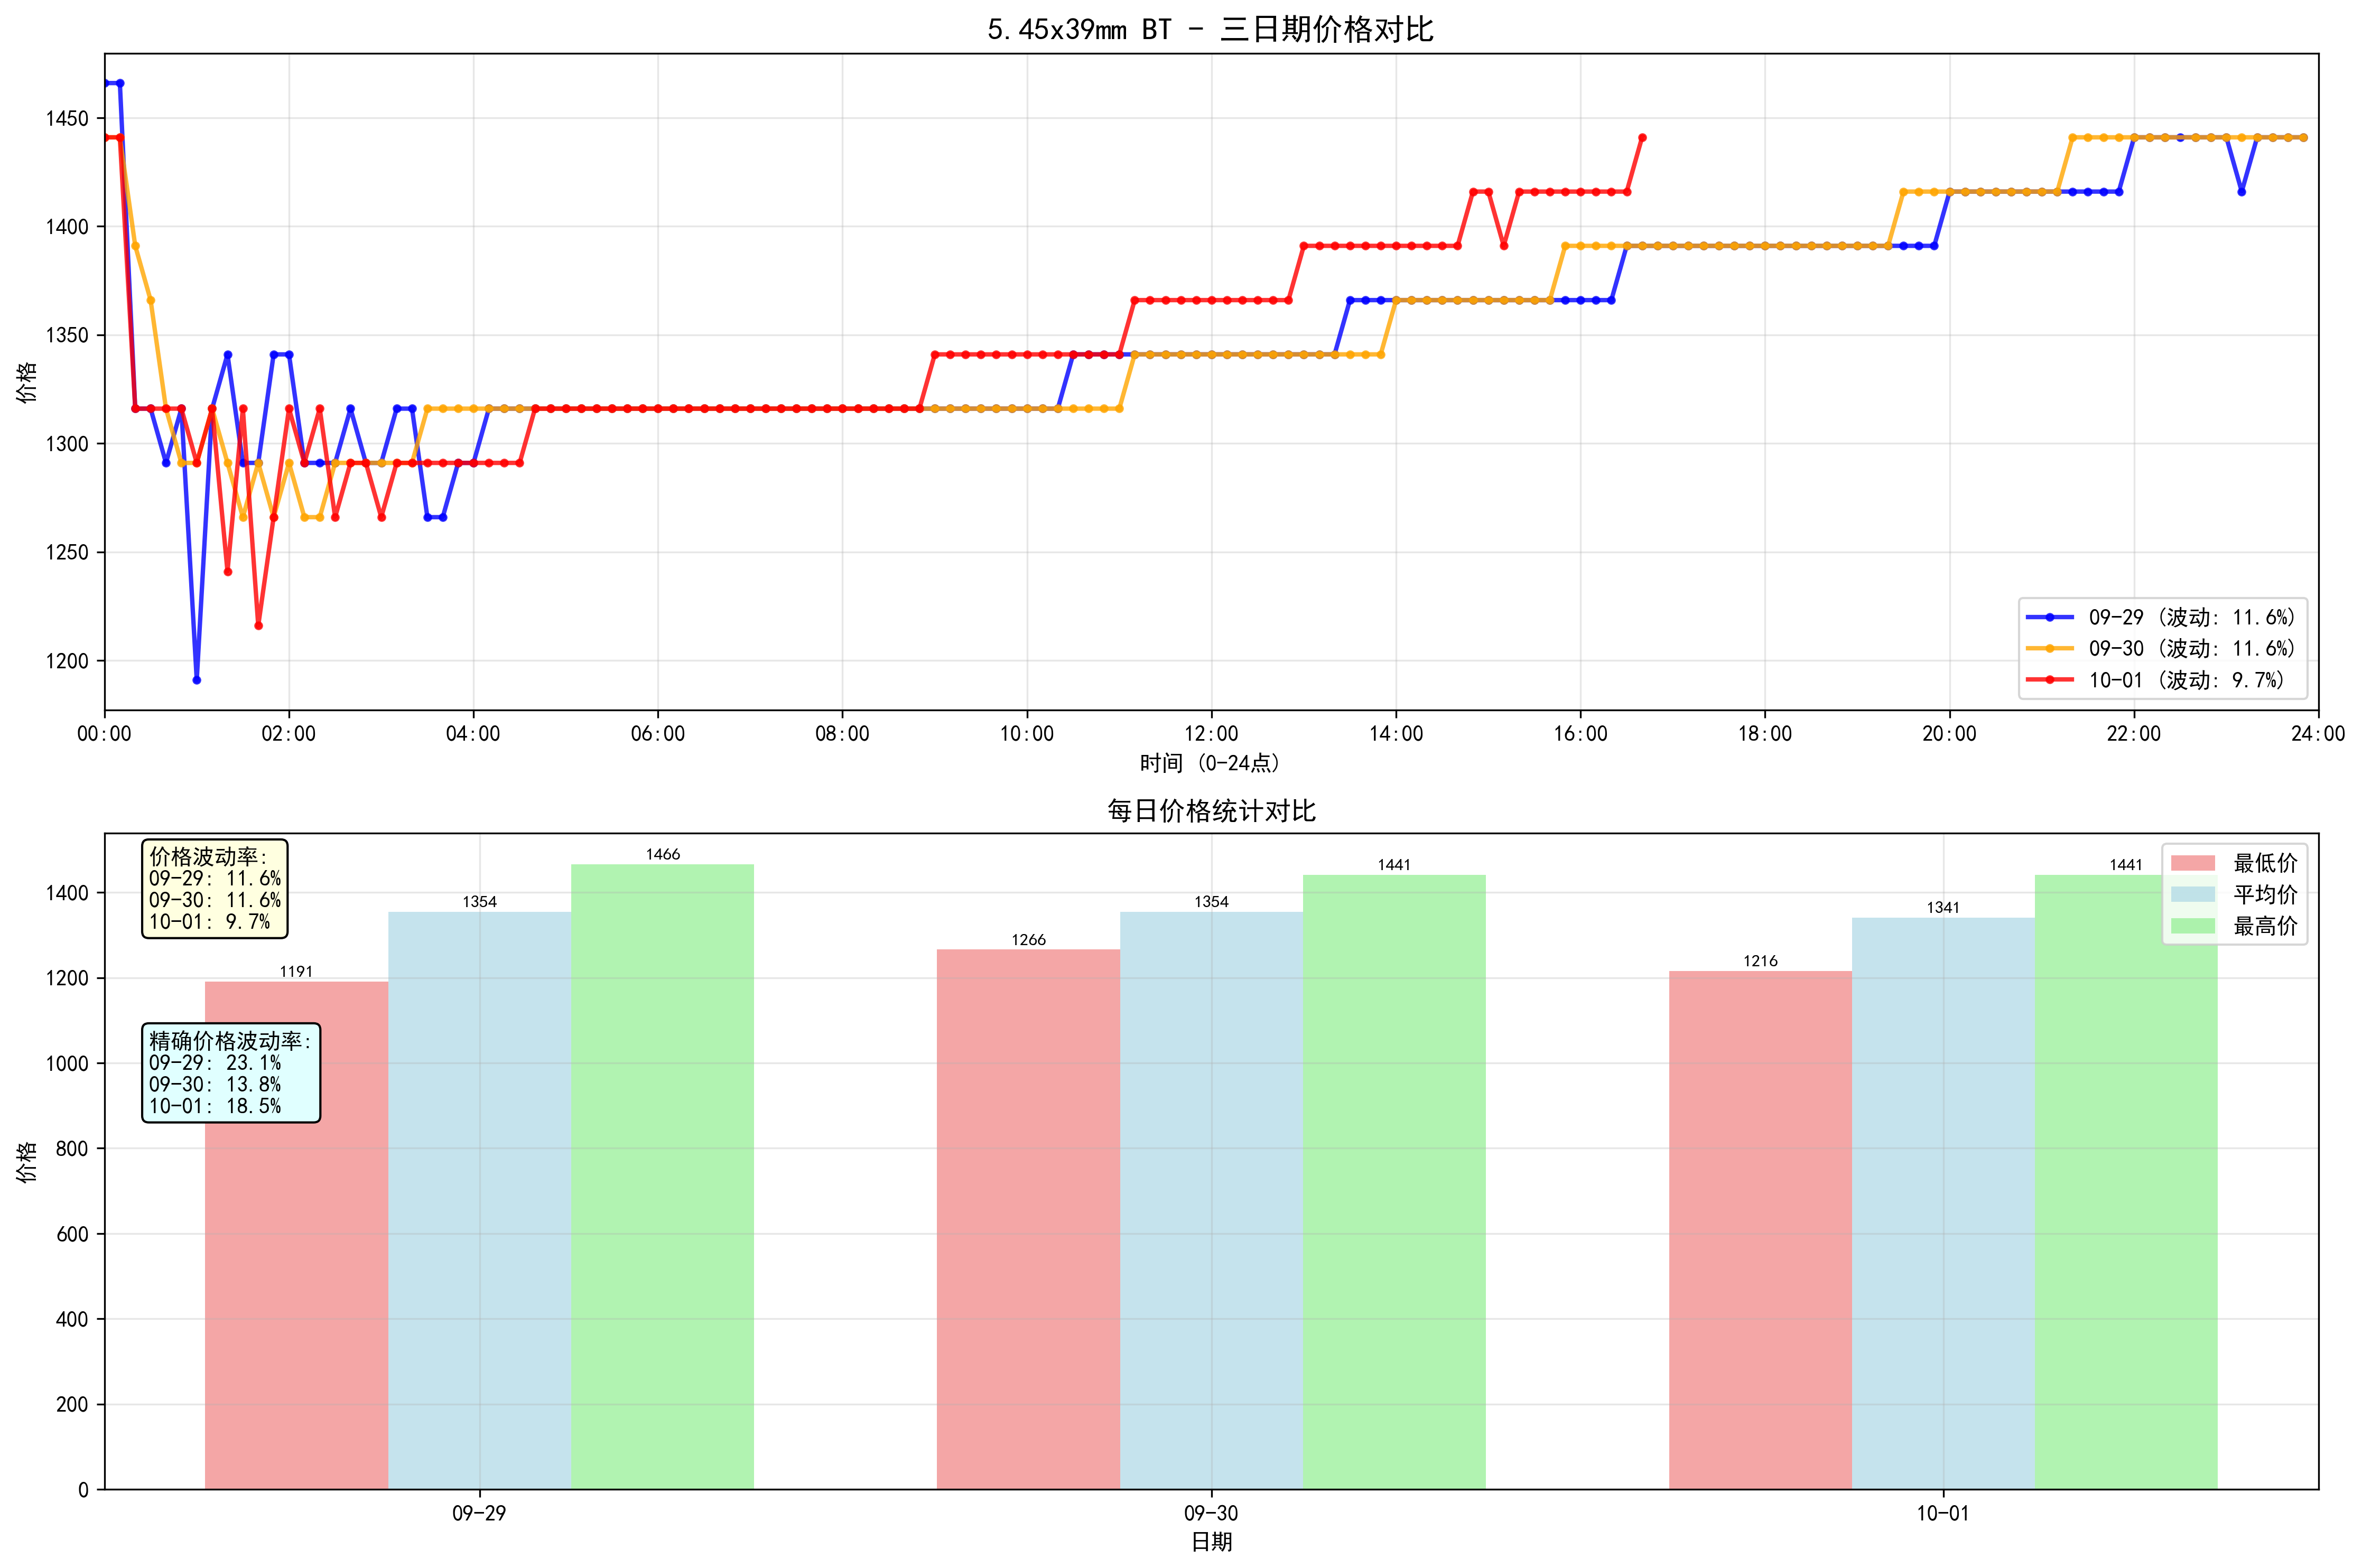 5.45x39mm BT - 三日期价格对比
价格
1450
1400
1350
1300
1250
1200
00:00 02:00 04:00 06:00 08:00 10:00 12:00 14:00 16:00 18:00 20:00 22:00 24:00
时间 (0-24点)
09-29 (波动: 11.6%)
09-30 (波动: 11.6%)
10-01 (波动: 9.7%)
每日价格统计对比
价格
1400
1200
1000
800
600
400
200
0
价格波动率:
09-29: 11.6%
09-30: 11.6%
10-01: 9.7%
精确价格波动率:
09-29: 23.1%
09-30: 13.8%
10-01: 18.5%
1191 1354 1466
1266 1354 1441
1216 1341 1441
最低价
平均价
最高价
09-29 09-30 10-01
日期